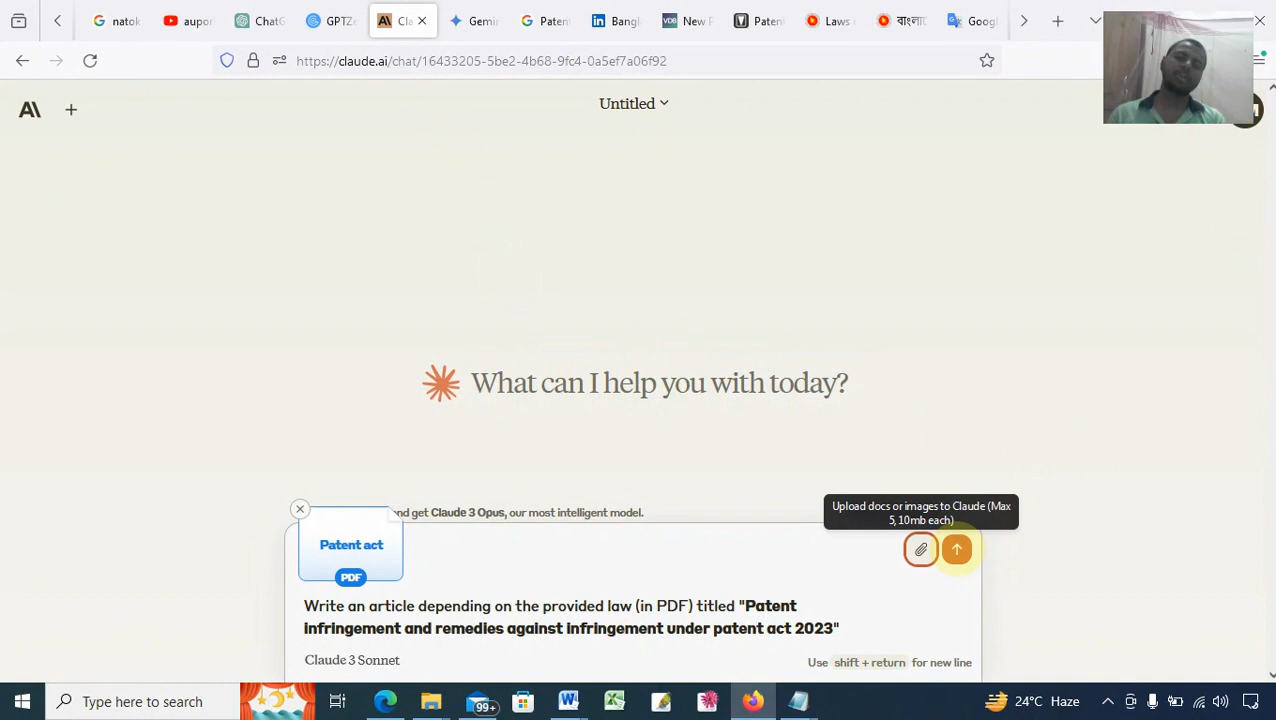 natok
aupor
ChatG
GPTZe
Cla
Gemir
Paten
Bangl
New P
Paten
Laws o
বাংলাদ
Googl
https://claude.ai/chat/16433205-5be2-4b68-9fc4-0a5ef7a06f92
Untitled
What can I help you with today?
and get Claude 3 Opus, our most intelligent model.
Upload docs or images to Claude (Max
5, 10mb each)
Patent act
PDF
Write an article depending on the provided law (in PDF) titled "Patent
infringement and remedies against infringement under patent act 2023"
Claude 3 Sonnet
Use shift + return for new line
Type here to search
99+
24°C Haze